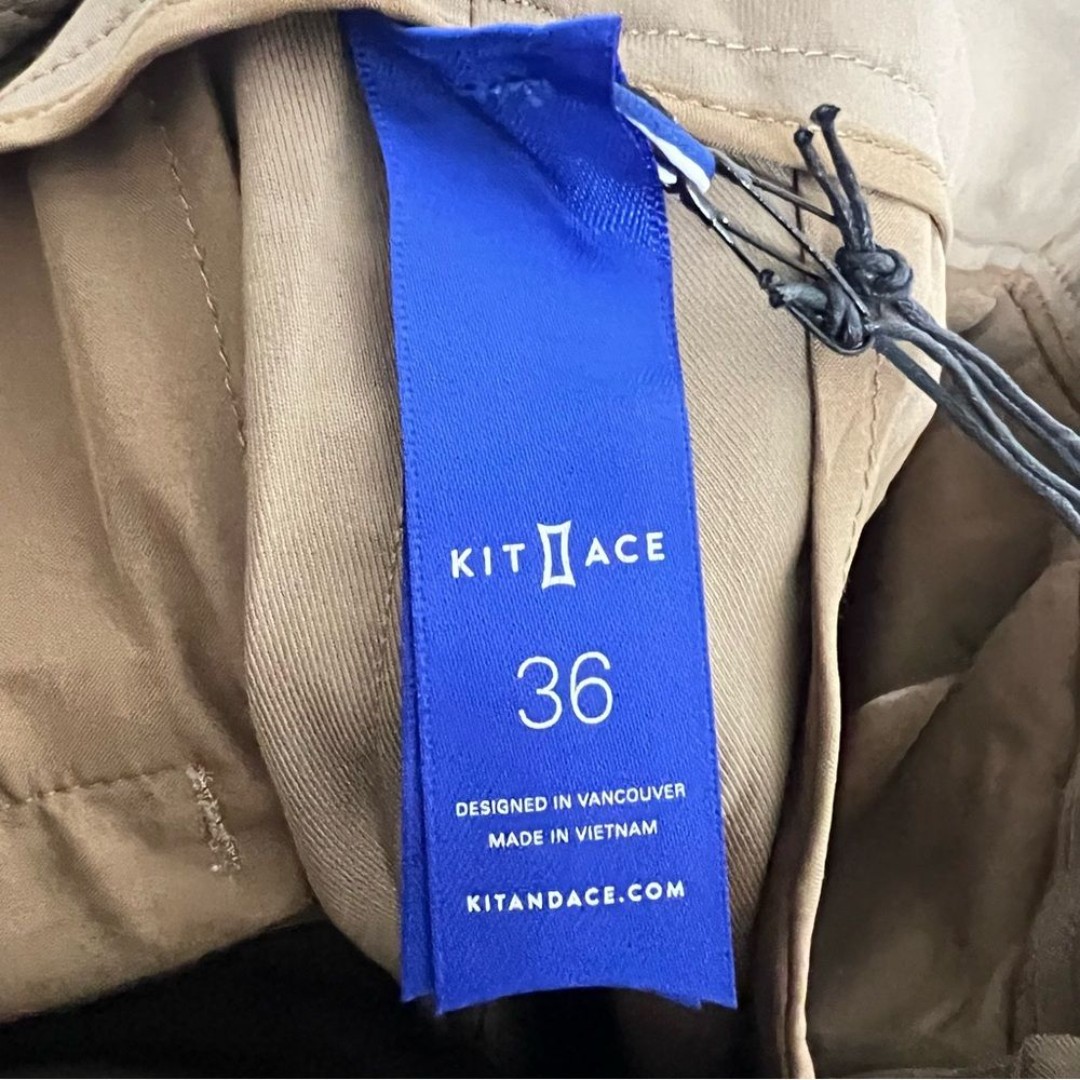 KIT ACE
36
DESIGNED IN VANCOUVER
MADE IN VIETNAM
KITANDACE.COM